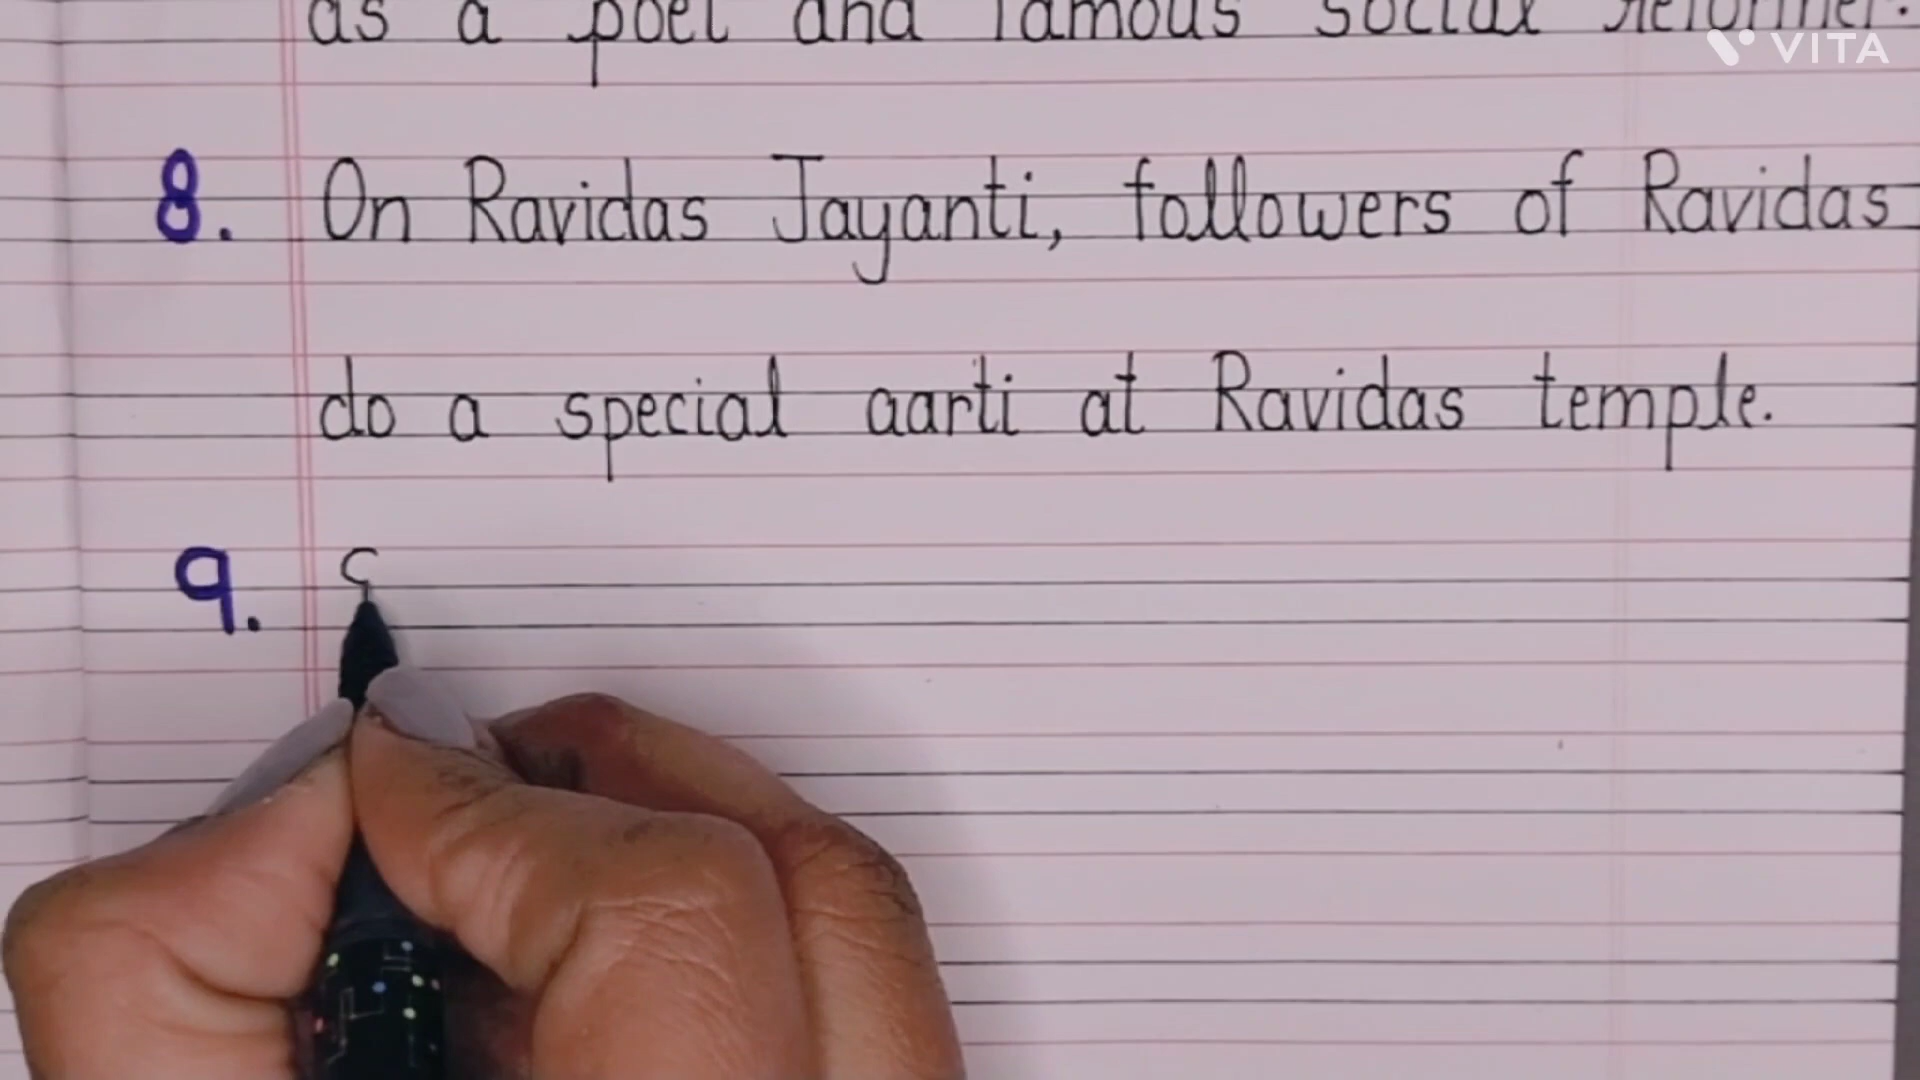 as a poet and famous social reformer.
VITA
8. On Ravidas Jayanti, followers of Ravidas
do a special aarti at Ravidas temple.
9. S